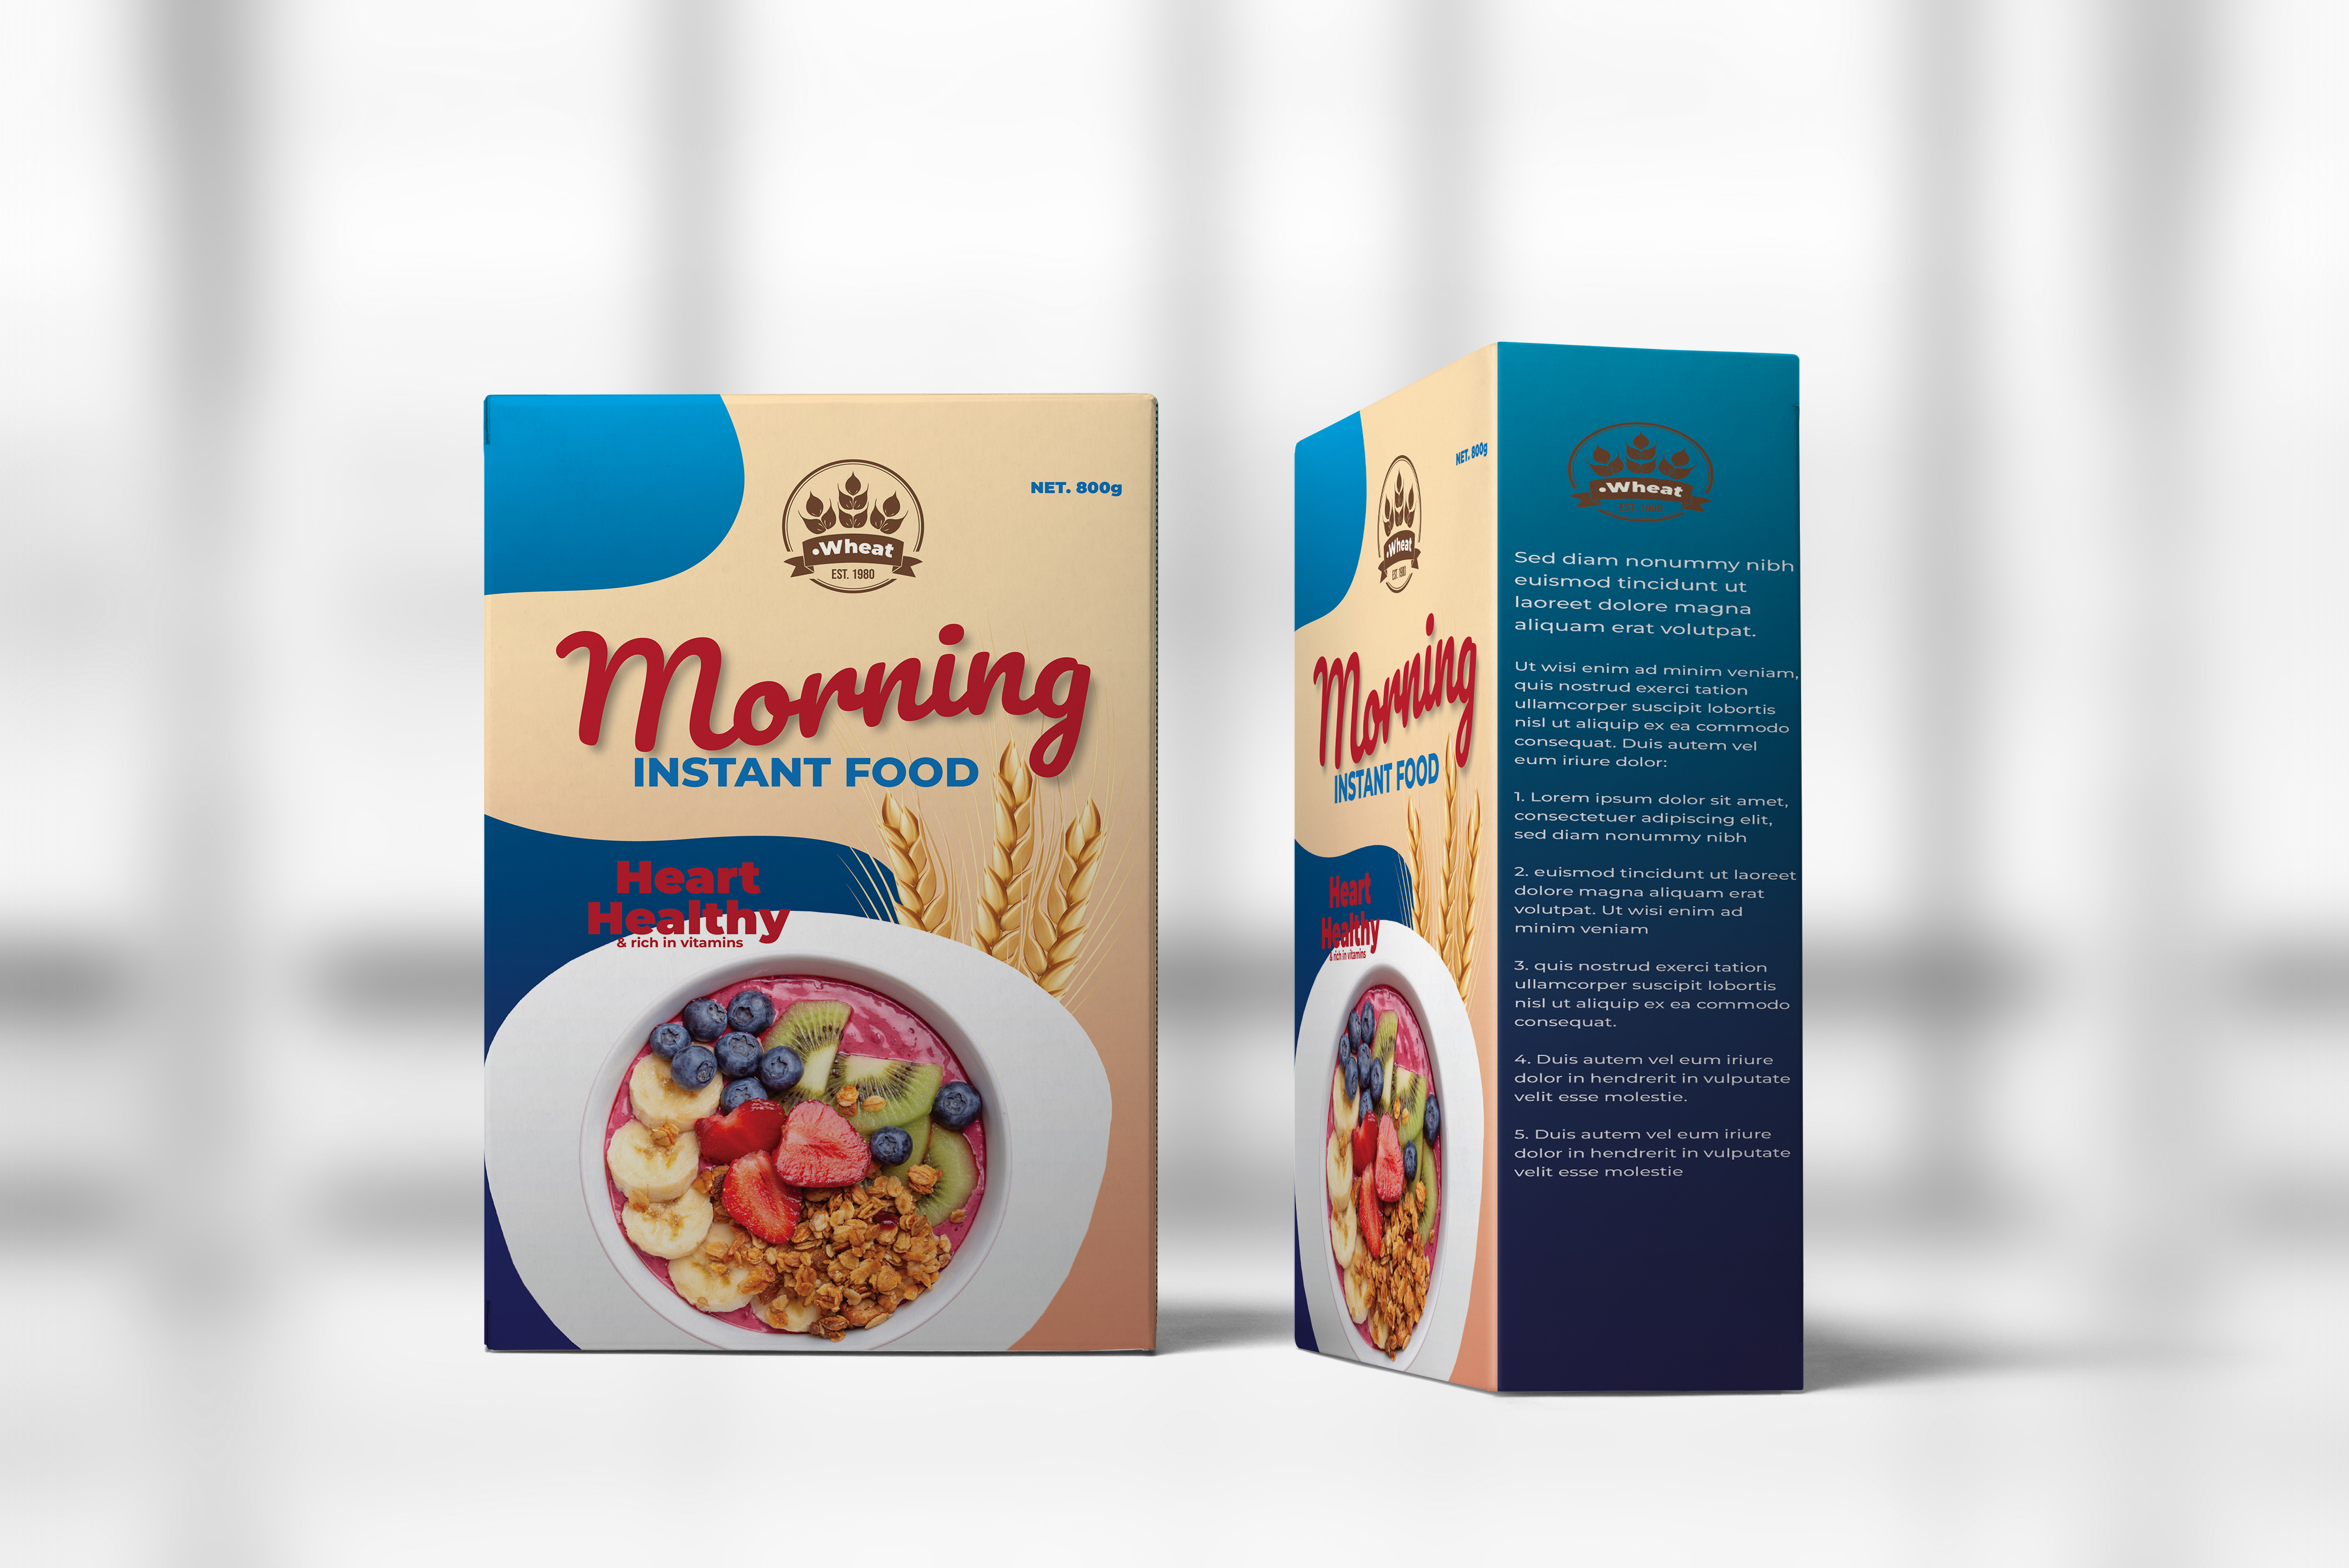 .Wheat
EST. 1980
NET. 800g
Morning
INSTANT FOOD
Heart
Healthy
& rich in vitamins
.Wheat
EST. 1980
NET. 800g
Morning
INSTANT FOOD
Heart
Healthy
& rich in vitamins
.Wheat
EST. 1980
Sed diam nonummy nibh
euismod tincidunt ut
laoreet dolore magna
aliquam erat volutpat.
Ut wisi enim ad minim veniam,
quis nostrud exerci tation
ullamcorper suscipit lobortis
nisl ut aliquip ex ea commodo
consequat. Duis autem vel
eum iriure dolor:
1. Lorem ipsum dolor sit amet,
consectetuer adipiscing elit,
sed diam nonummy nibh
2. euismod tincidunt ut laoreet
dolore magna aliquam erat
volutpat. Ut wisi enim ad
minim veniam
3. quis nostrud exerci tation
ullamcorper suscipit lobortis
nisl ut aliquip ex ea commodo
consequat.
4. Duis autem vel eum iriure
dolor in hendrerit in vulputate
velit esse molestie.
5. Duis autem vel eum iriure
dolor in hendrerit in vulputate
velit esse molestie